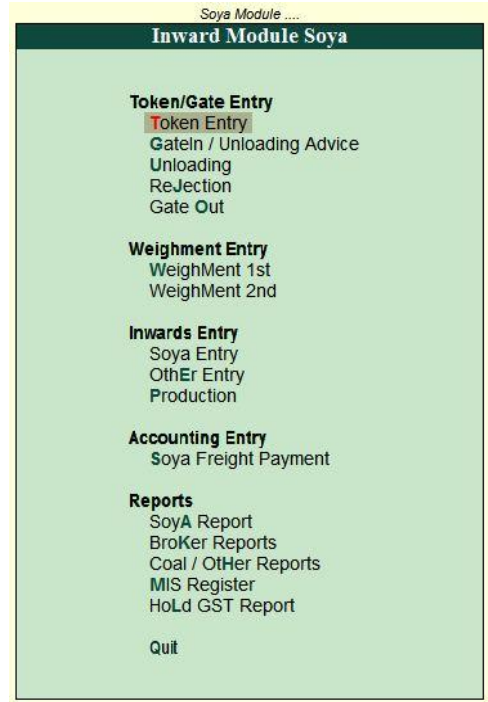 Soya Module ....
Inward Module Soya
Token/Gate Entry
Token Entry
GateIn / Unloading Advice
Unloading
ReJection
Gate Out
Weighment Entry
WeighMent 1st
WeighMent 2nd
Inwards Entry
Soya Entry
OthEr Entry
Production
Accounting Entry
Soya Freight Payment
Reports
SoyA Report
BroKer Reports
Coal / OtHer Reports
MIS Register
HoLd GST Report
Quit